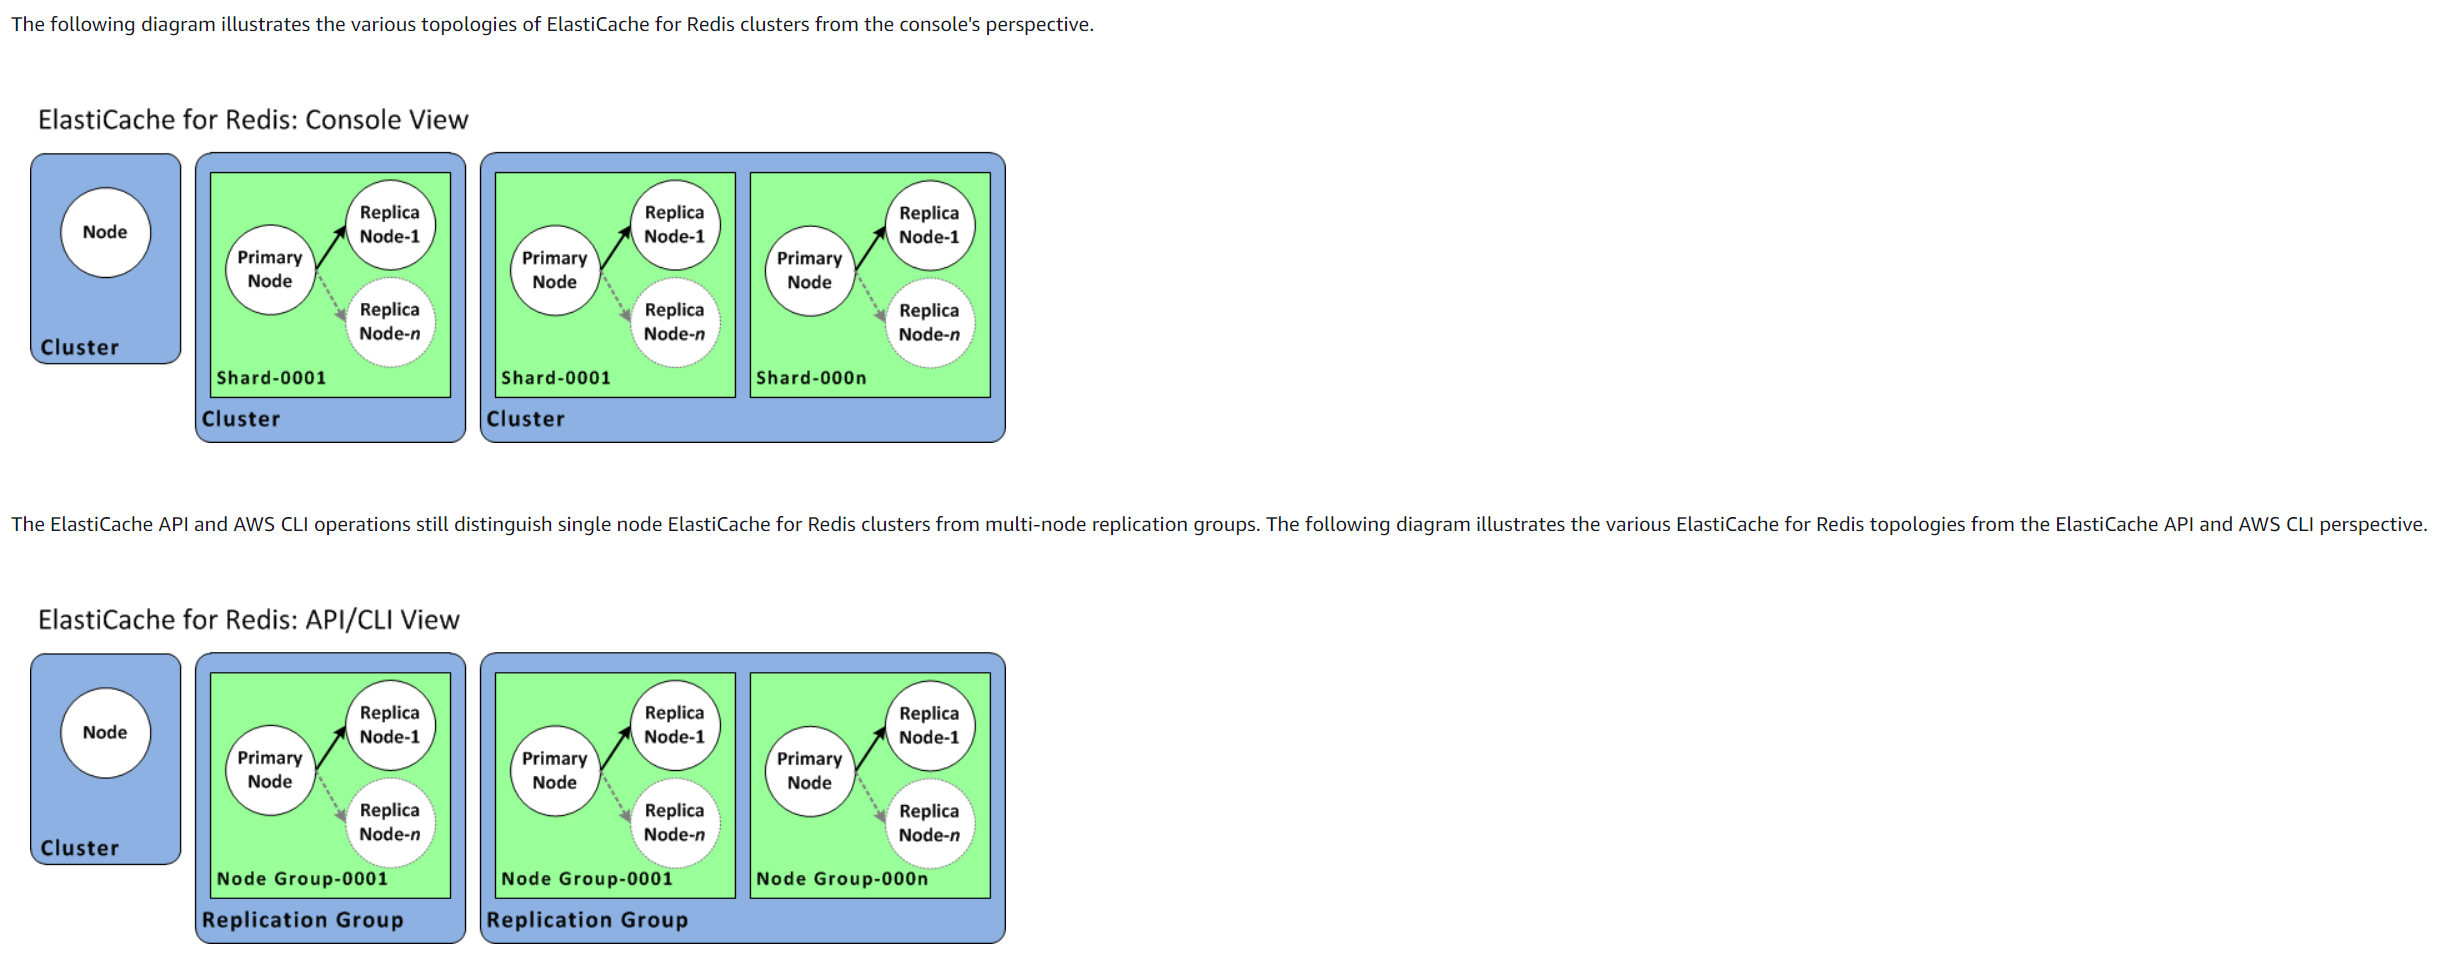 The following diagram illustrates the various topologies of ElastiCache for Redis clusters from the console's perspective.
ElastiCache for Redis: Console View
Node
Cluster
Primary
Node
Replica
Node-1
Replica
Node-n
Shard-0001
Cluster
Primary
Node
Replica
Node-1
Replica
Node-n
Shard-0001
Primary
Node
Replica
Node-1
Replica
Node-n
Shard-000n
Cluster
The ElastiCache API and AWS CLI operations still distinguish single node ElastiCache for Redis clusters from multi-node replication groups. The following diagram illustrates the various ElastiCache for Redis topologies from the ElastiCache API and AWS CLI perspective.
ElastiCache for Redis: API/CLI View
Node
Cluster
Primary
Node
Replica
Node-1
Replica
Node-n
Node Group-0001
Replication Group
Primary
Node
Replica
Node-1
Replica
Node-n
Node Group-0001
Primary
Node
Replica
Node-1
Replica
Node-n
Node Group-000n
Replication Group